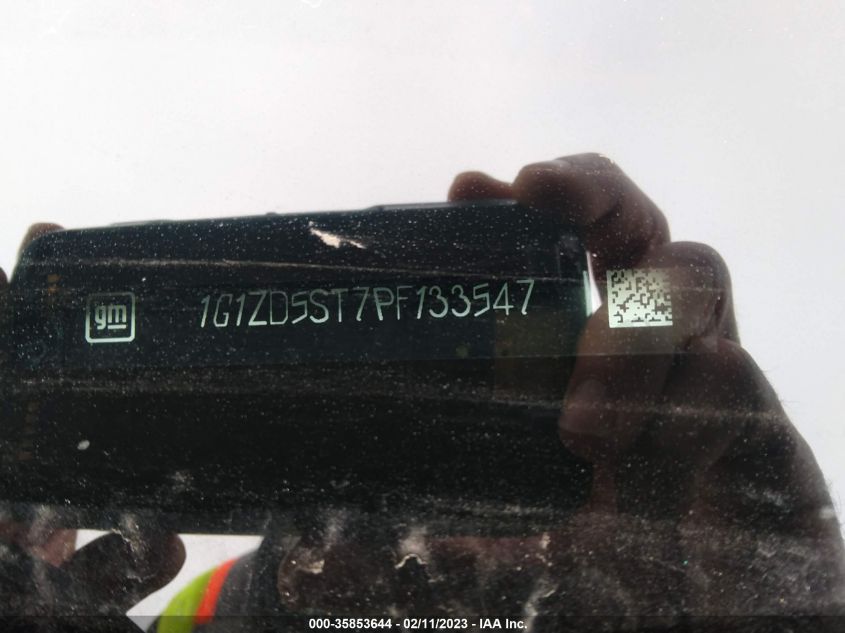 gm
1G1ZD5ST7PF133547
000-35853644 - 02/11/2023 - IAA Inc.